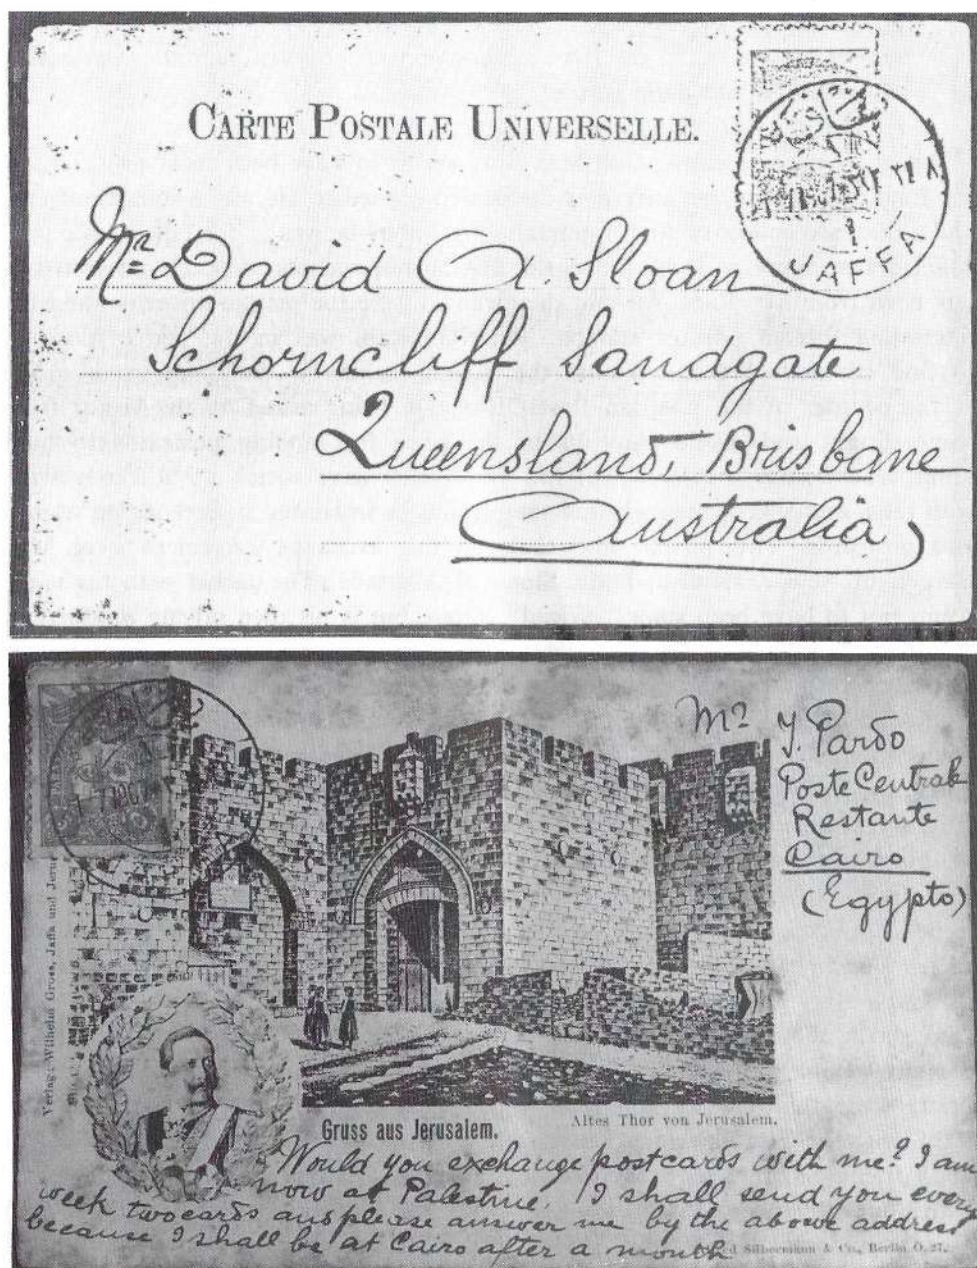 CARTE POSTALE UNIVERSELLE.
JAFFA
Mr David A. Sloan
Schorncliff Sandgate
Queensland, Brisbane
Australia
Mr J. Pardo
Poste Centrale
Restante
Cairo
(Egypto)
Verlag: Wilhelm Gross, Jaffa und
Altes Thor von Jerusalem.
Gruss aus Jerusalem.
Would you exchange postcards with me? I am
now at Palestine. I shall send you every
week two cards and please answer me by the above address
because I shall be at Cairo after a month
Silbermann & Co., Berlin O. 27.